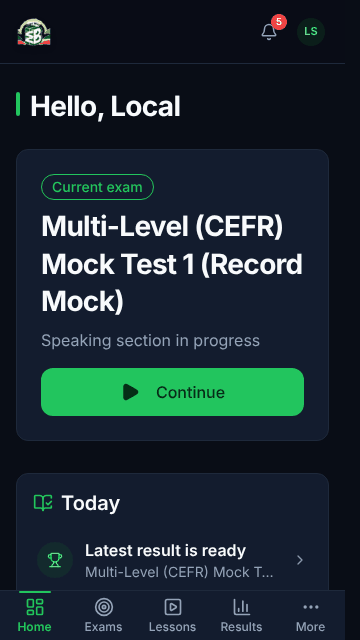 5
LS
Hello, Local
Current exam
Multi-Level (CEFR)
Mock Test 1 (Record
Mock)
Speaking section in progress
Continue
Today
Latest result is ready
Multi-Level (CEFR) Mock T...
Home
Exams
Lessons
Results
More